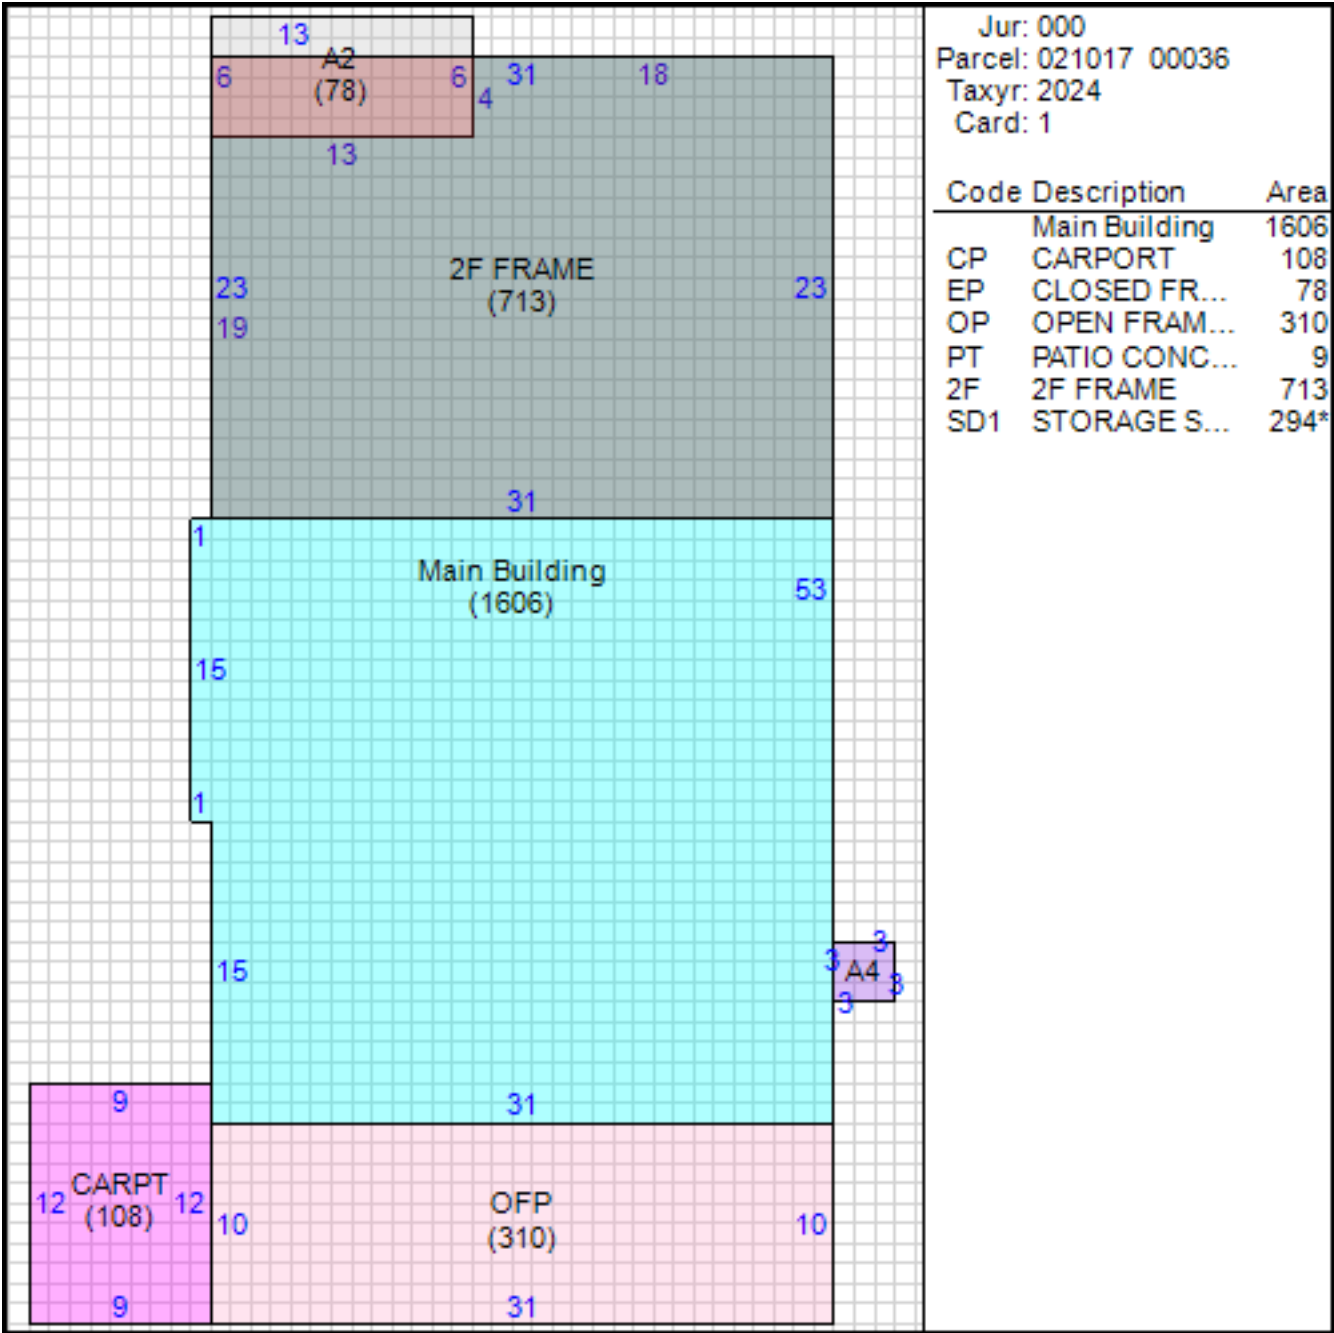 13
A2
(78)
6
6
4
31
18
13
2F FRAME
(713)
23
19
23
31
1
Main Building
(1606)
53
15
1
15
3
3
A4
3
3
31
9
CARPT
(108)
12
12
9
OFP
(310)
10
10
31
Jur: 000
Parcel: 021017 00036
Taxyr: 2024
Card: 1
Code Description Area
Main Building 1606
CP CARPORT 108
EP CLOSED FR... 78
OP OPEN FRAM... 310
PT PATIO CONC... 9
2F 2F FRAME 713
SD1 STORAGE S... 294*